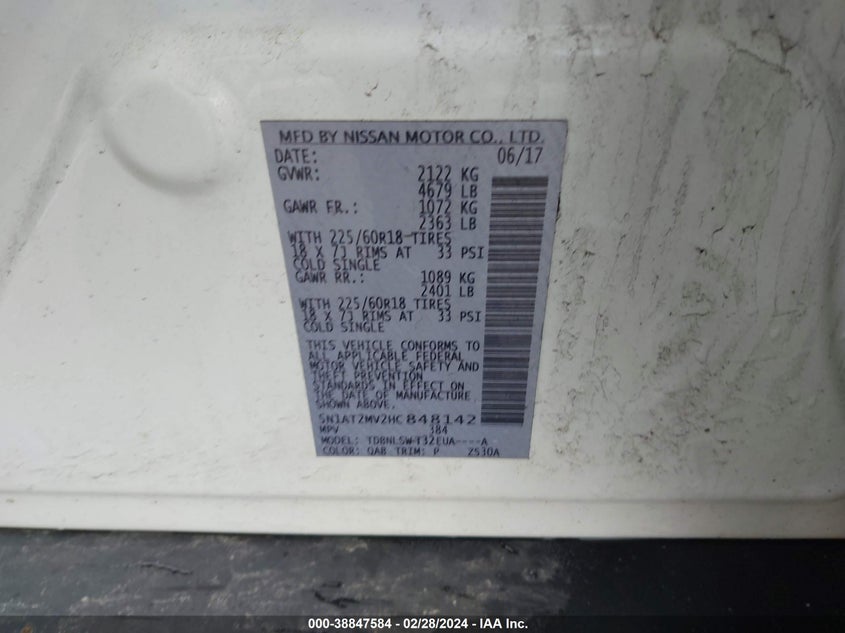 MFD BY NISSAN MOTOR CO., LTD.
DATE: 06/17
GVWR: 2122 KG
4679 LB
GAWR FR.: 1072 KG
2363 LB
WITH 225/60R18 TIRES
18 X 7J RIMS AT 33 PSI
COLD SINGLE
GAWR RR.: 1089 KG
2401 LB
WITH 225/60R18 TIRES
18 X 7J RIMS AT 33 PSI
COLD SINGLE
THIS VEHICLE CONFORMS TO
ALL APPLICABLE FEDERAL
MOTOR VEHICLE SAFETY AND
THEFT PREVENTION
STANDARDS IN EFFECT ON
THE DATE OF MANUFACTURE
SHOWN ABOVE.
5N1AT2MV2HC848142
MPV 384
MODEL: TDBNLSW-T32EUA----A
COLOR: QAB TRIM: P 2S30A
000-38847584 - 02/28/2024 - IAA Inc.